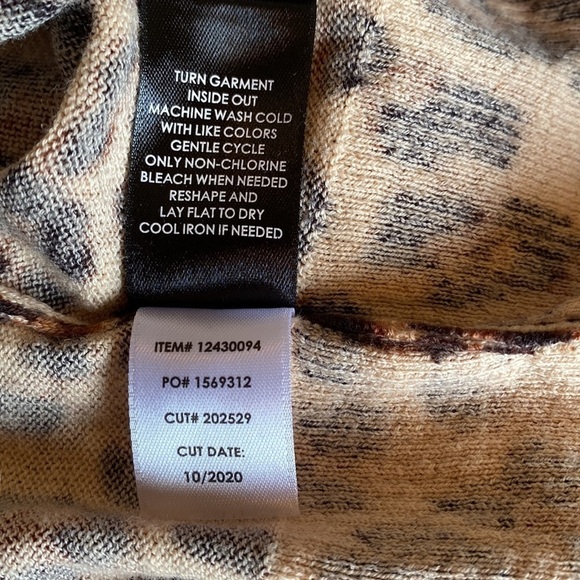 TURN GARMENT
INSIDE OUT
MACHINE WASH COLD
WITH LIKE COLORS
GENTLE CYCLE
ONLY NON-CHLORINE
BLEACH WHEN NEEDED
RESHAPE AND
LAY FLAT TO DRY
COOL IRON IF NEEDED
ITEM# 12430094
PO# 1569312
CUT# 202529
CUT DATE:
10/2020